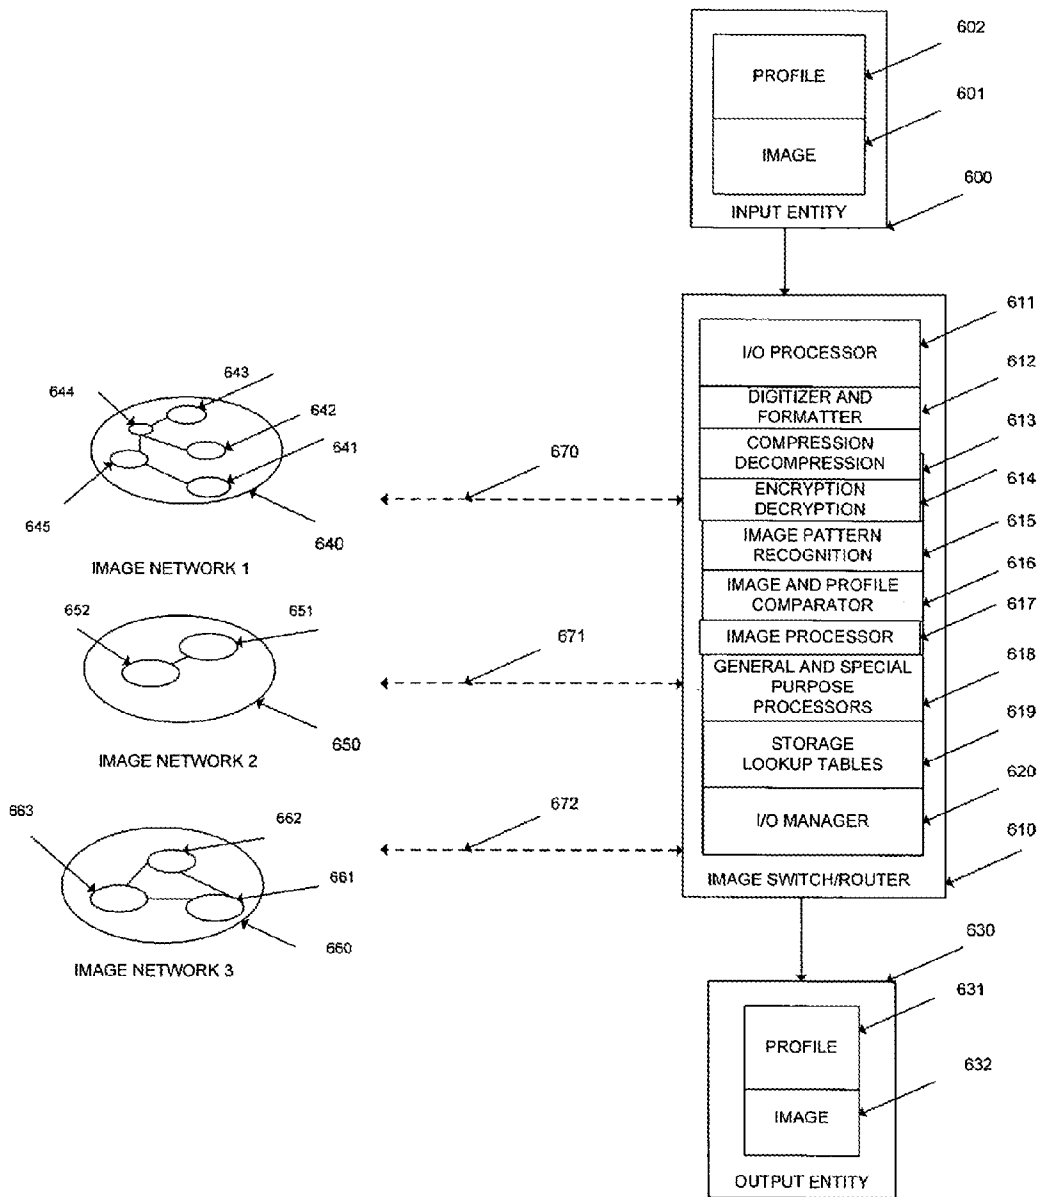 602
PROFILE
601
IMAGE
600
INPUT ENTITY
611
I/O PROCESSOR
612
DIGITIZER AND
FORMATTER
613
COMPRESSION
DECOMPRESSION
614
ENCRYPTION
DECRYPTION
615
IMAGE PATTERN
RECOGNITION
616
IMAGE AND PROFILE
COMPARATOR
617
IMAGE PROCESSOR
618
GENERAL AND SPECIAL
PURPOSE
PROCESSORS
619
STORAGE
LOOKUP TABLES
620
I/O MANAGER
610
IMAGE SWITCH/ROUTER
643
644
642
641
645
640
IMAGE NETWORK 1
670
652
651
671
650
IMAGE NETWORK 2
663
662
672
661
660
IMAGE NETWORK 3
630
631
PROFILE
632
IMAGE
OUTPUT ENTITY